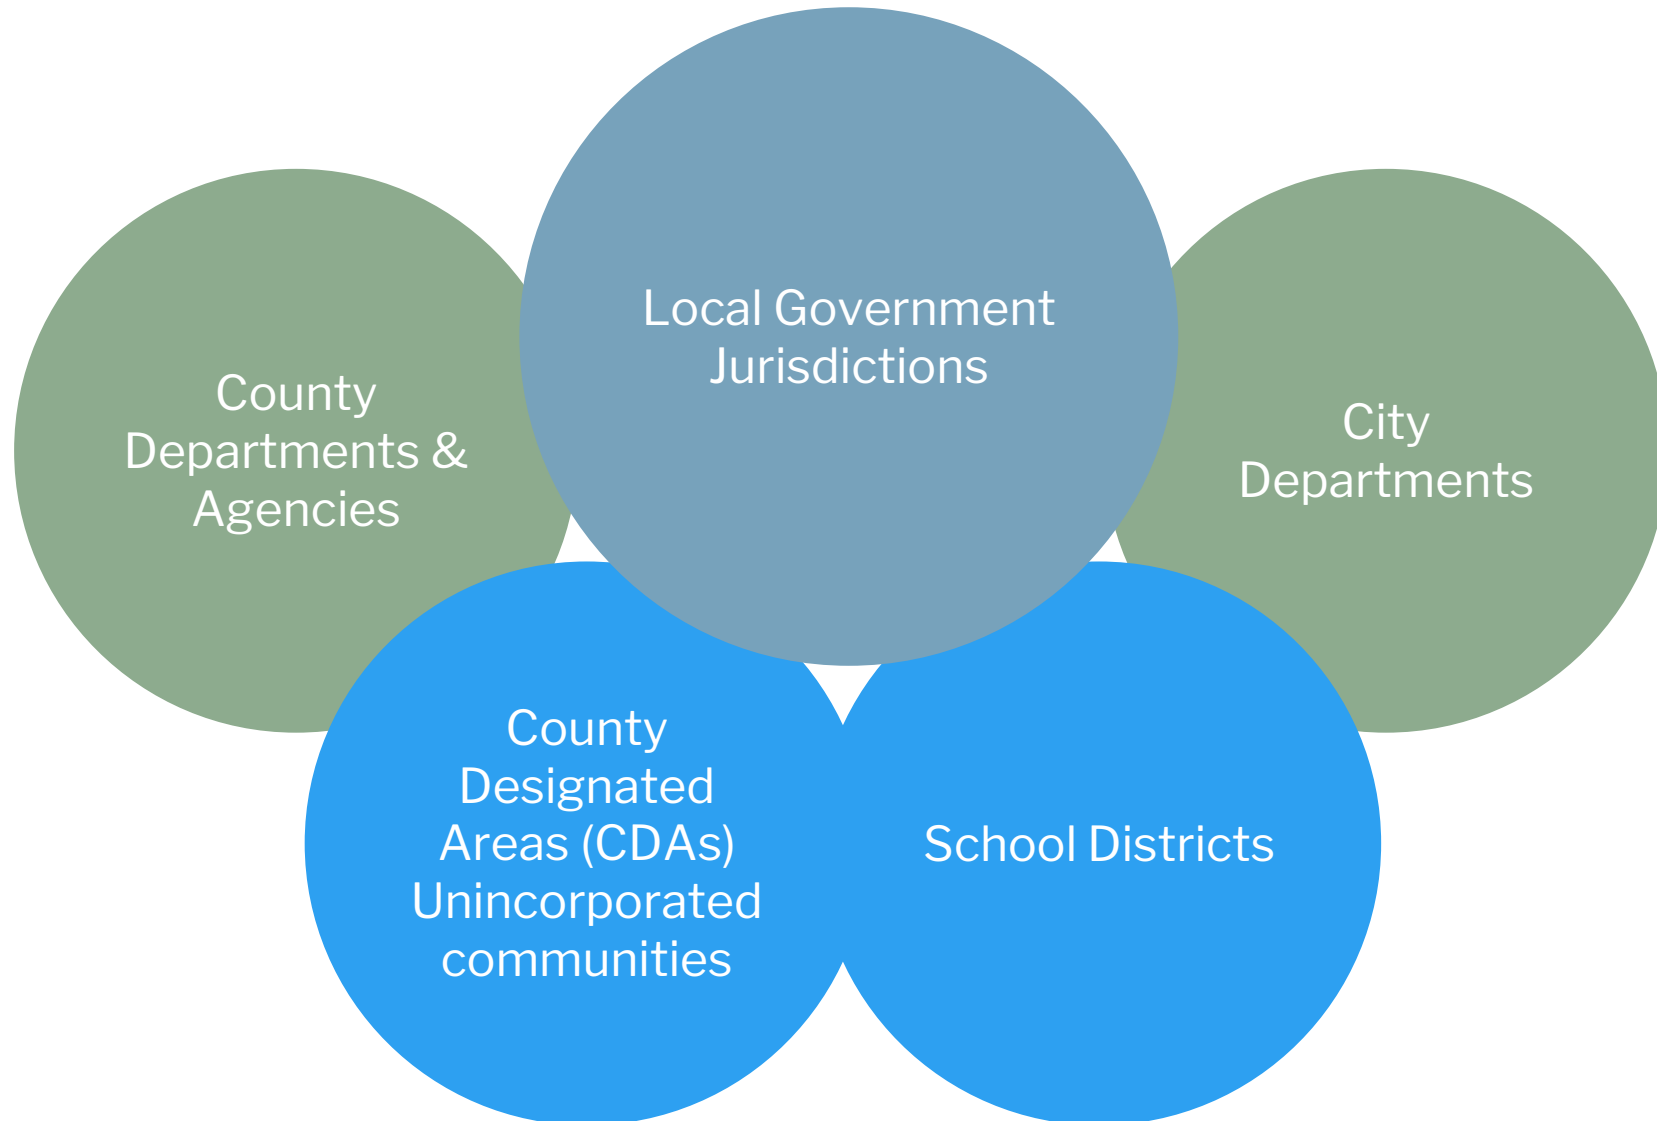 Local Government
Jurisdictions
County
Departments &
Agencies
City
Departments
County
Designated
Areas (CDAs)
Unincorporated
communities
School Districts